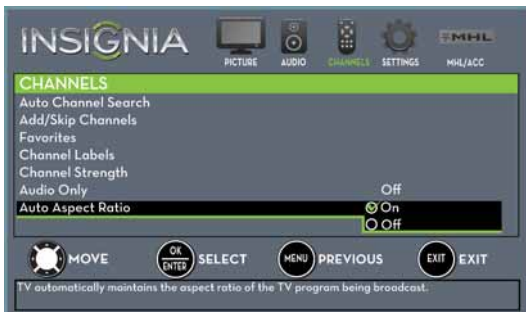 INSIGNIA
PICTURE AUDIO CHANNELS SETTINGS MHL/ACC
MHL
CHANNELS
Auto Channel Search
Add/Skip Channels
Favorites
Channel Labels
Channel Strength
Audio Only Off
Auto Aspect Ratio On
Off
MOVE OK ENTER SELECT MENU PREVIOUS EXIT EXIT
TV automatically maintains the aspect ratio of the TV program being broadcast.